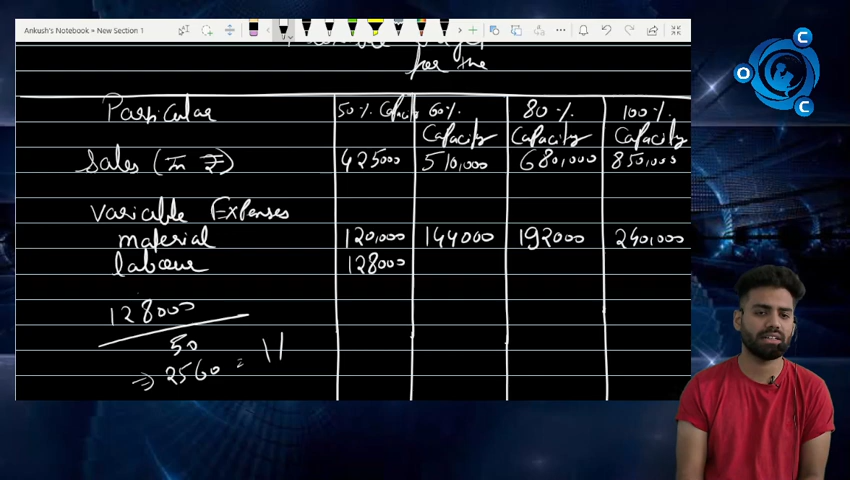 Ankush's Notebook » New Section 1
for the
Particular 50 %. Capacity 60 %. Capacity 80 %. Capacity 100 %. Capacity
Sales (In ₹) 425000 510,000 680,000 850,000
Variable Expenses
material 120,000 144000 192000 240,000
labour 128000
128000
50
⇒ 2560 = 11
O C C